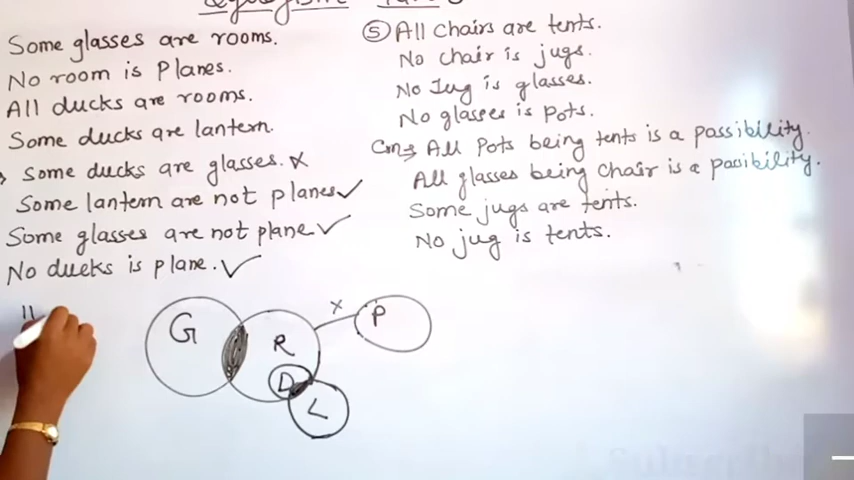 Some glasses are rooms.
No room is Planes.
All ducks are rooms.
Some ducks are lantern.
Some ducks are glasses. ×
Some lantern are not planes ✓
Some glasses are not plane ✓
No ducks is plane. ✓
⑤ All Chairs are tents.
No chair is jugs.
No Jug is glasses.
No glasses is pots.
All Pots being tents is a possibility.
All glasses being Chair is a possibility.
Some jugs are tents.
No jug is tents.
G
R
×
P
D
L